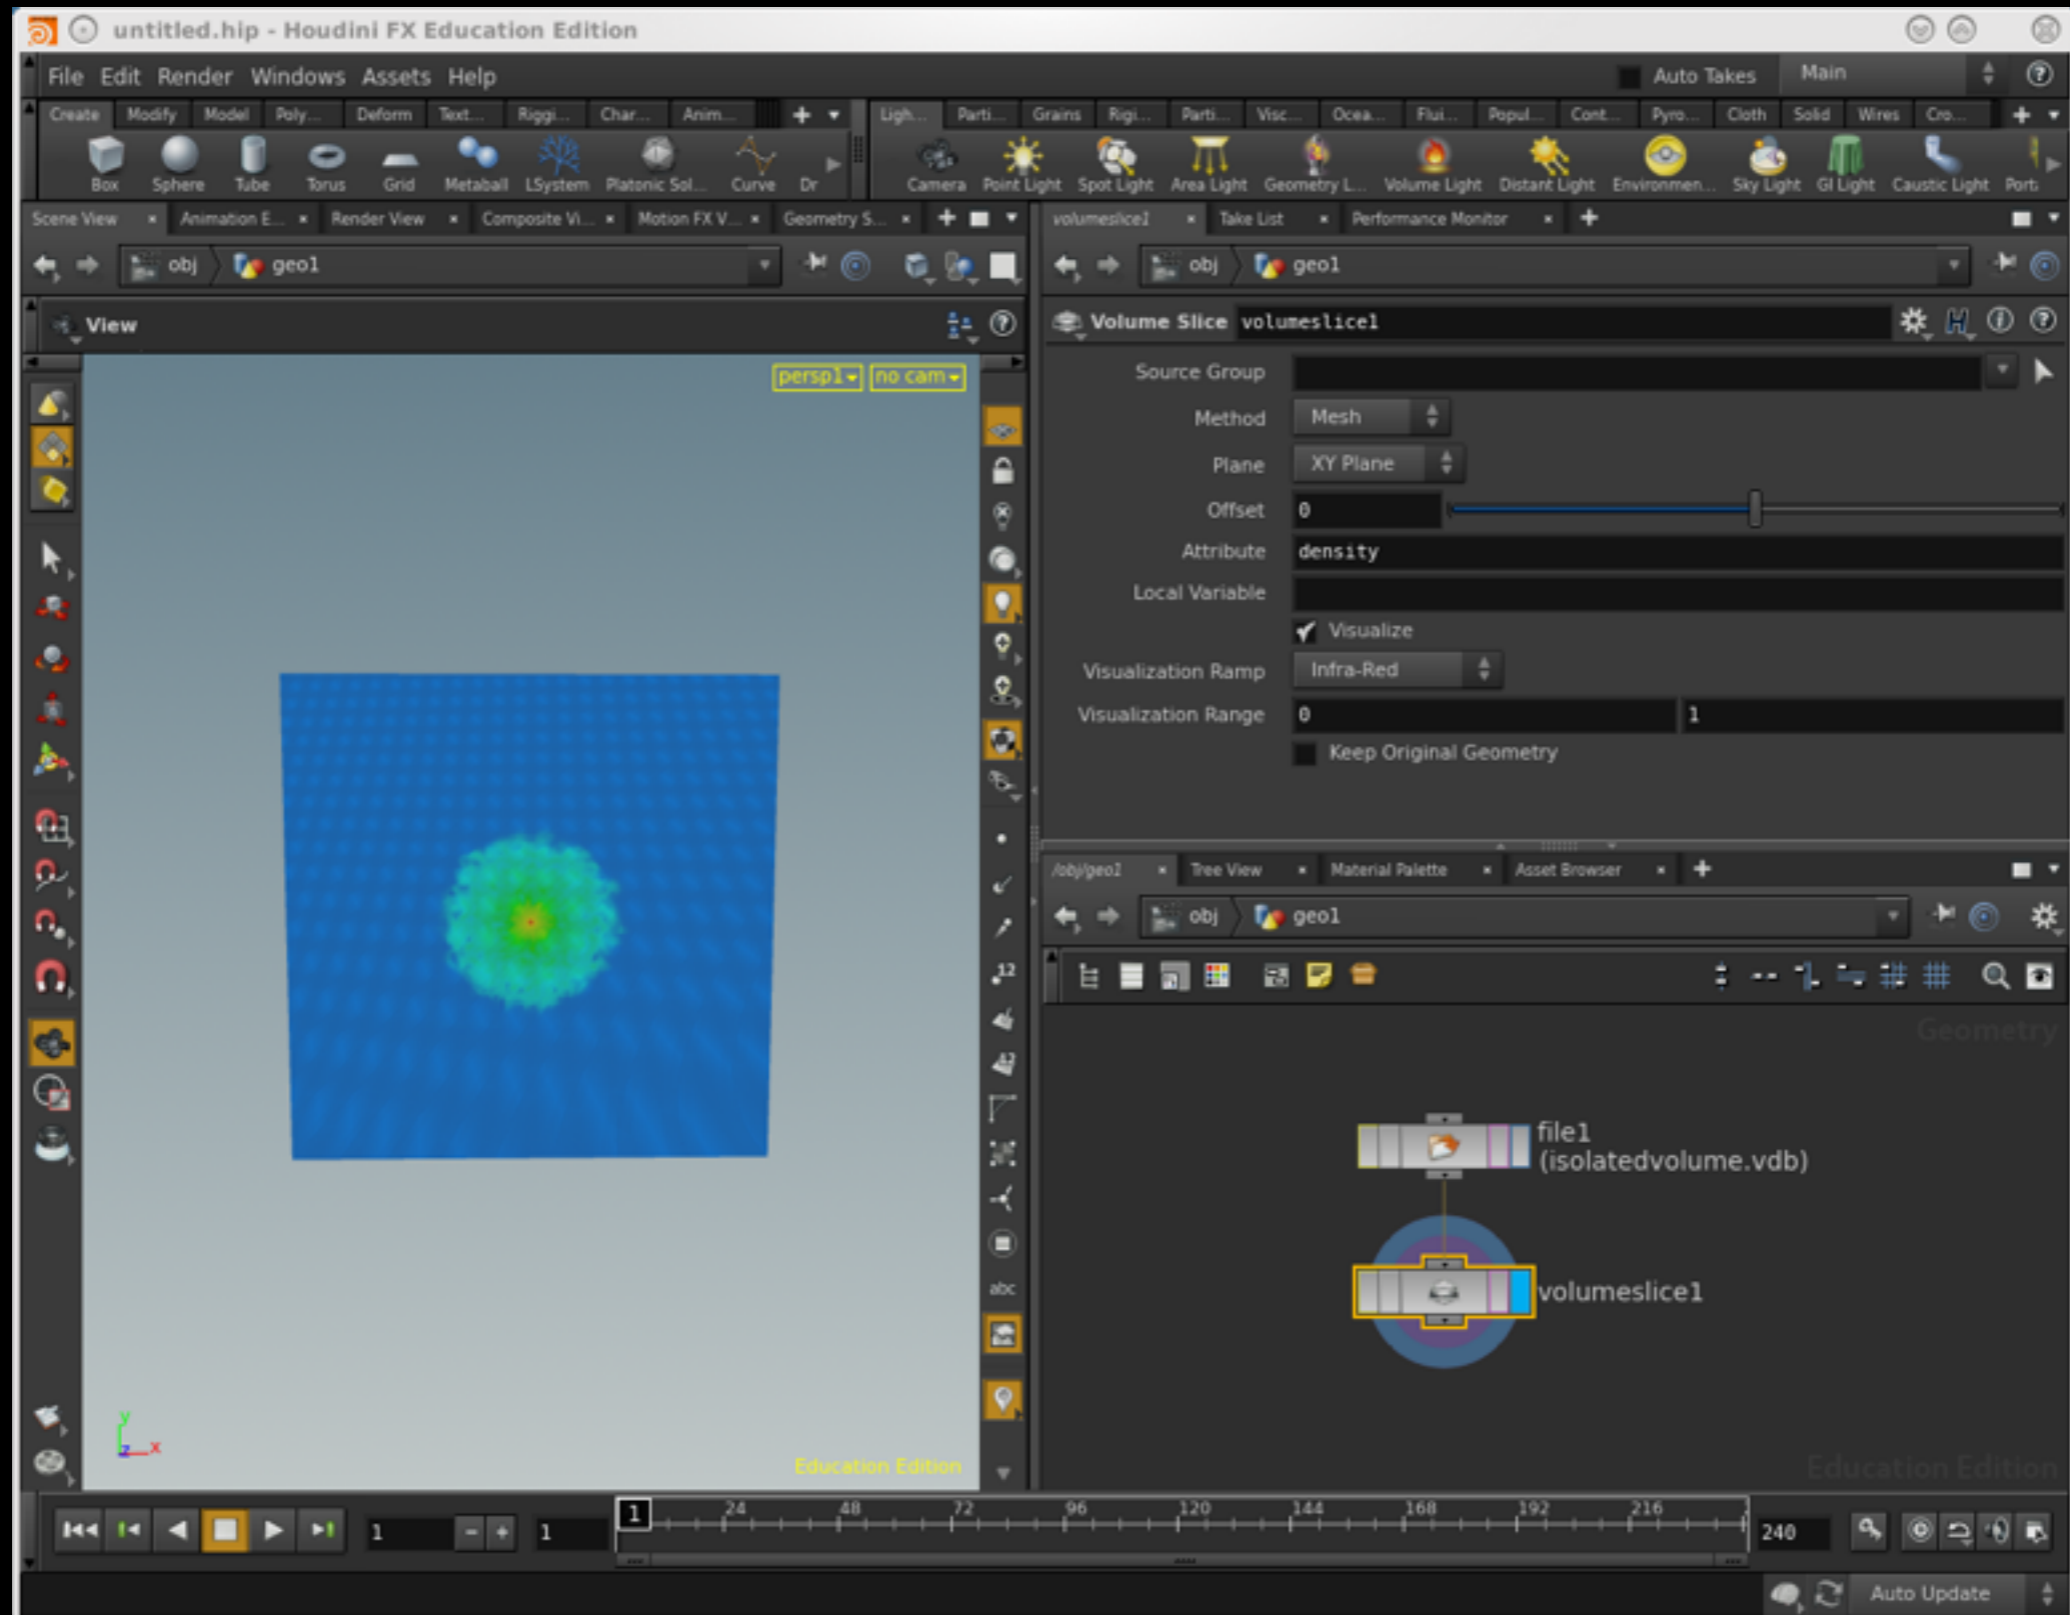 untitled.hip - Houdini FX Education Edition
File Edit Render Windows Assets Help
Auto Takes Main
Create Modify Model Poly... Deform Text... Riggi... Char... Anim...
Ligh... Parti... Grains Rigi... Parti... Visc... Ocea... Flui... Popul... Cont... Pyro... Cloth Solid Wires Cro...
Box Sphere Tube Torus Grid Metaball LSystem Platonic Sol... Curve Dr
Camera Point Light Spot Light Area Light Geometry L... Volume Light Distant Light Environmen... Sky Light GI Light Caustic Light Port
Scene View Animation E... Render View Composite Vi... Motion FX V... Geometry S...
volumeslice1 Take List Performance Monitor
obj geo1
obj geo1
View
Volume Slice volumeslice1
persp1 no cam
Source Group
Method Mesh
Plane XY Plane
Offset 0
Attribute density
Local Variable
Visualize
Visualization Ramp Infra-Red
Visualization Range 0 1
Keep Original Geometry
/obj/geo1 Tree View Material Palette Asset Browser
obj geo1
12
Geometry
file1
(isolatedvolume.vdb)
volumeslice1
abc
y
z x
Education Edition
Education Edition
1 1 1 24 48 72 96 120 144 168 192 216 240
Auto Update